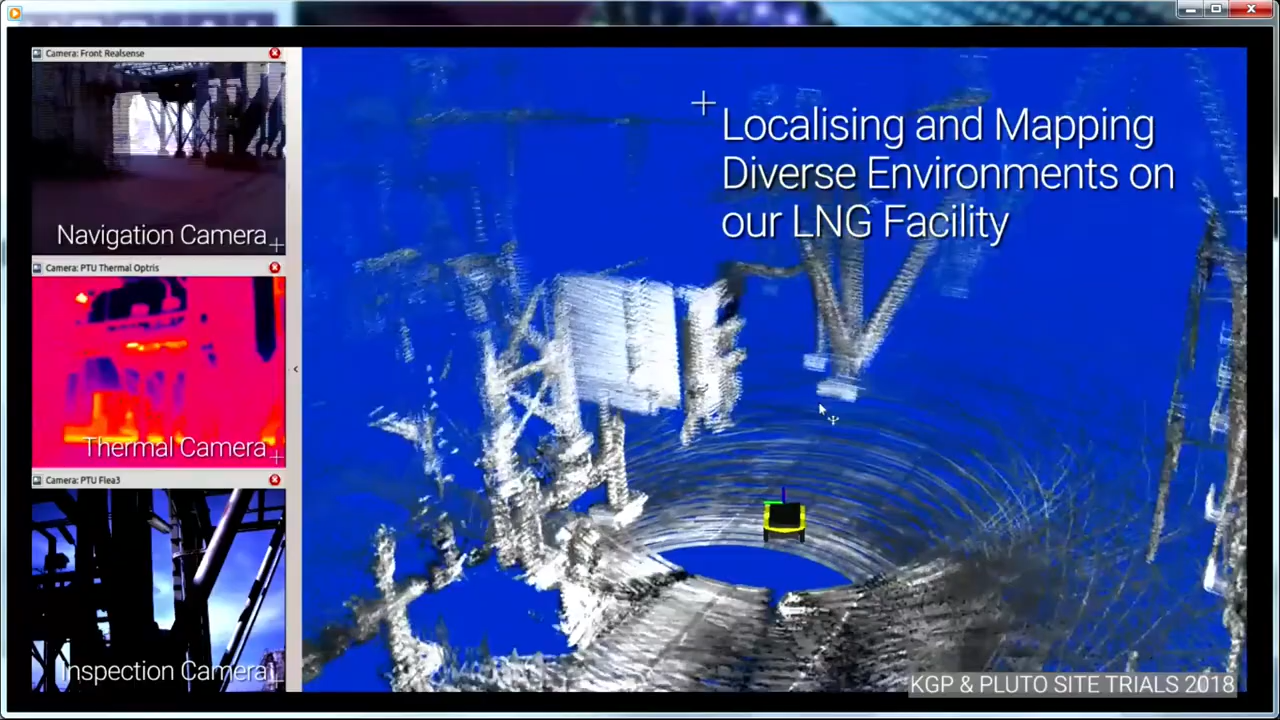 Camera: Front Realsense
Navigation Camera
Camera: PTU Thermal Optris
Thermal Camera
Camera: PTU Flea3
Inspection Camera
Localising and Mapping
Diverse Environments on
our LNG Facility
KGP & PLUTO SITE TRIALS 2018